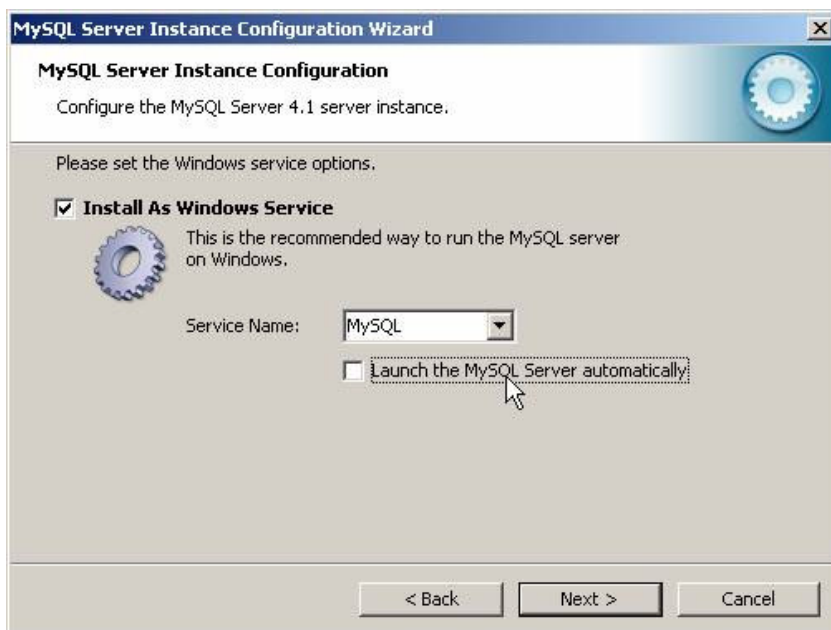 MySQL Server Instance Configuration Wizard
MySQL Server Instance Configuration
Configure the MySQL Server 4.1 server instance.
Please set the Windows service options.
Install As Windows Service
This is the recommended way to run the MySQL server
on Windows.
Service Name: MySQL
Launch the MySQL Server automatically
< Back Next > Cancel